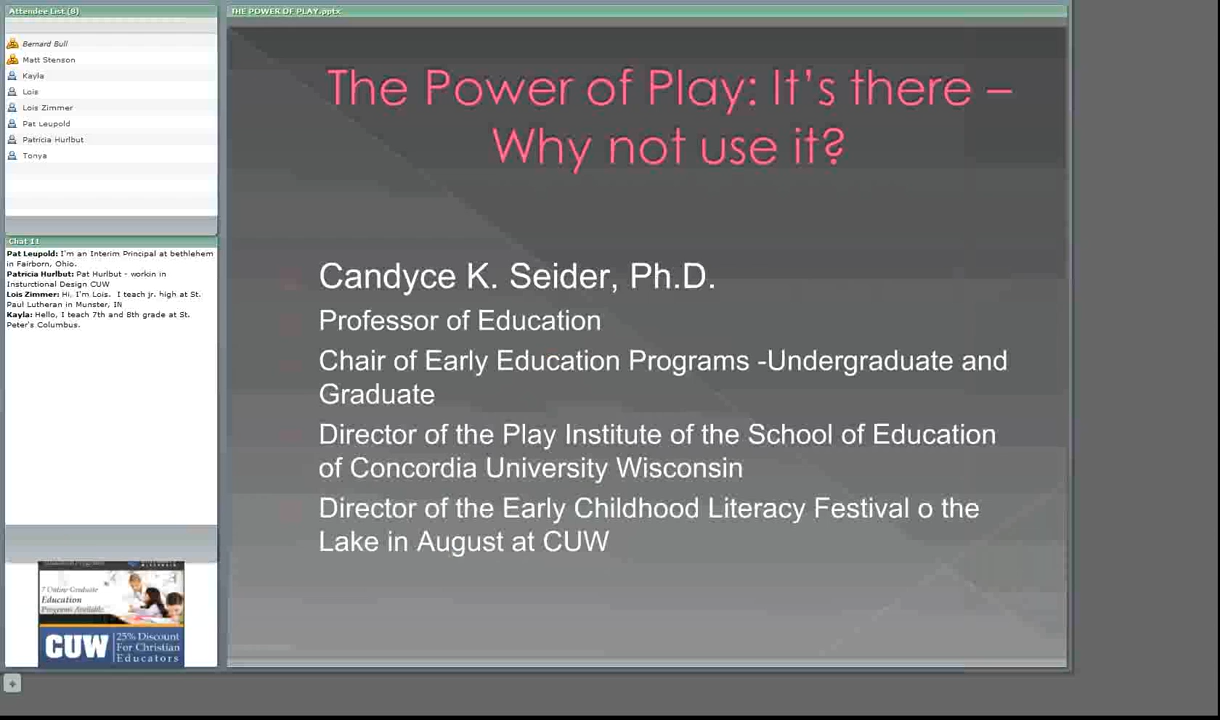 Attendee List (8)
Bernard Bull
Matt Stenson
Kayla
Lois
Lois Zimmer
Pat Leupold
Patricia Hurlbut
Tonya
Chat 11
Pat Leupold: I'm an Interim Principal at bethlehem
in Fairborn, Ohio.
Patricia Hurlbut: Pat Hurlbut - workin in
Insturctional Design CUW
Lois Zimmer: Hi, I'm Lois. I teach jr. high at St.
Paul Lutheran in Munster, IN
Kayla: Hello, I teach 7th and 8th grade at St.
Peter's Columbus.
7 Online Graduate
Education
Programs Available
CUW
25% Discount
For Christian
Educators
THE POWER OF PLAY.pptx
The Power of Play: It's there –
Why not use it?
Candyce K. Seider, Ph.D.
Professor of Education
Chair of Early Education Programs -Undergraduate and
Graduate
Director of the Play Institute of the School of Education
of Concordia University Wisconsin
Director of the Early Childhood Literacy Festival o the
Lake in August at CUW